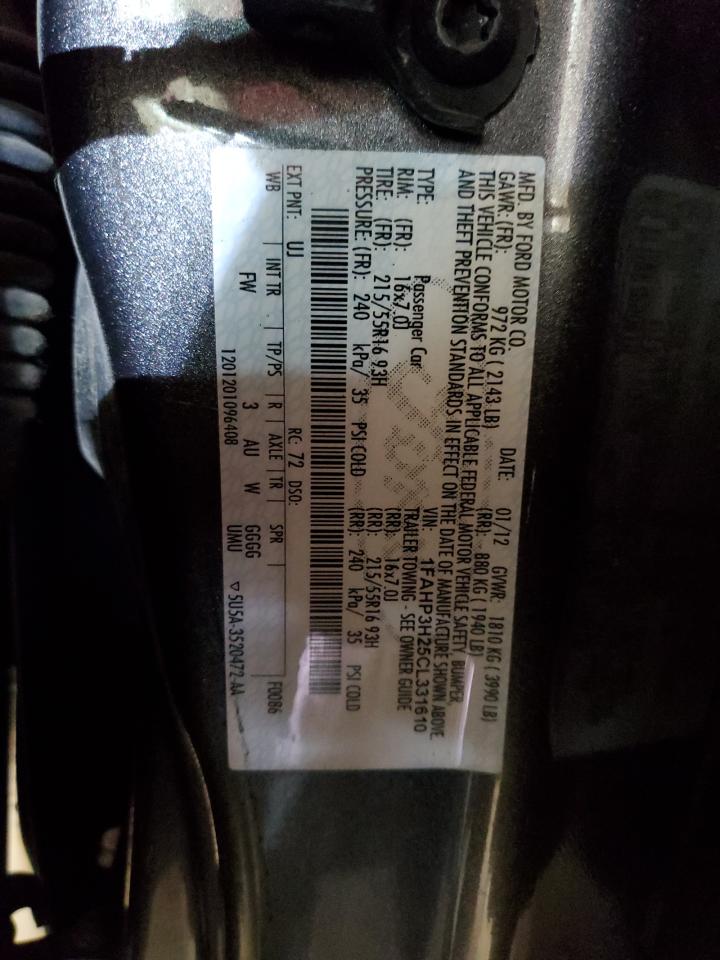 MFD. BY FORD MOTOR CO.
DATE: 01/12 GVWR: 1810 KG ( 3990 LB)
GAWR: (FR): 972 KG ( 2143 LB) (RR): 880 KG ( 1940 LB)
THIS VEHICLE CONFORMS TO ALL APPLICABLE FEDERAL MOTOR VEHICLE SAFETY, BUMPER,
AND THEFT PREVENTION STANDARDS IN EFFECT ON THE DATE OF MANUFACTURE SHOWN ABOVE.
VIN: 1FAHP3H25CL331610
TYPE: Passenger Car TRAILER TOWING - SEE OWNER GUIDE
RIM: (FR): 16x7.0J (RR): 16x7.0J
TIRE: (FR): 215/55R16 93H (RR): 215/55R16 93H
PRESSURE: (FR): 240 kPa/ 35 PSI COLD (RR): 240 kPa/ 35 PSI COLD
EXT PNT: UJ RC: 72 DSO: F0086
WB INT TR TP/PS R AXLE TR SPR
FW 3 AU W GGGG
1201201096408 UMU ▽ 5U5A-3520472-AA